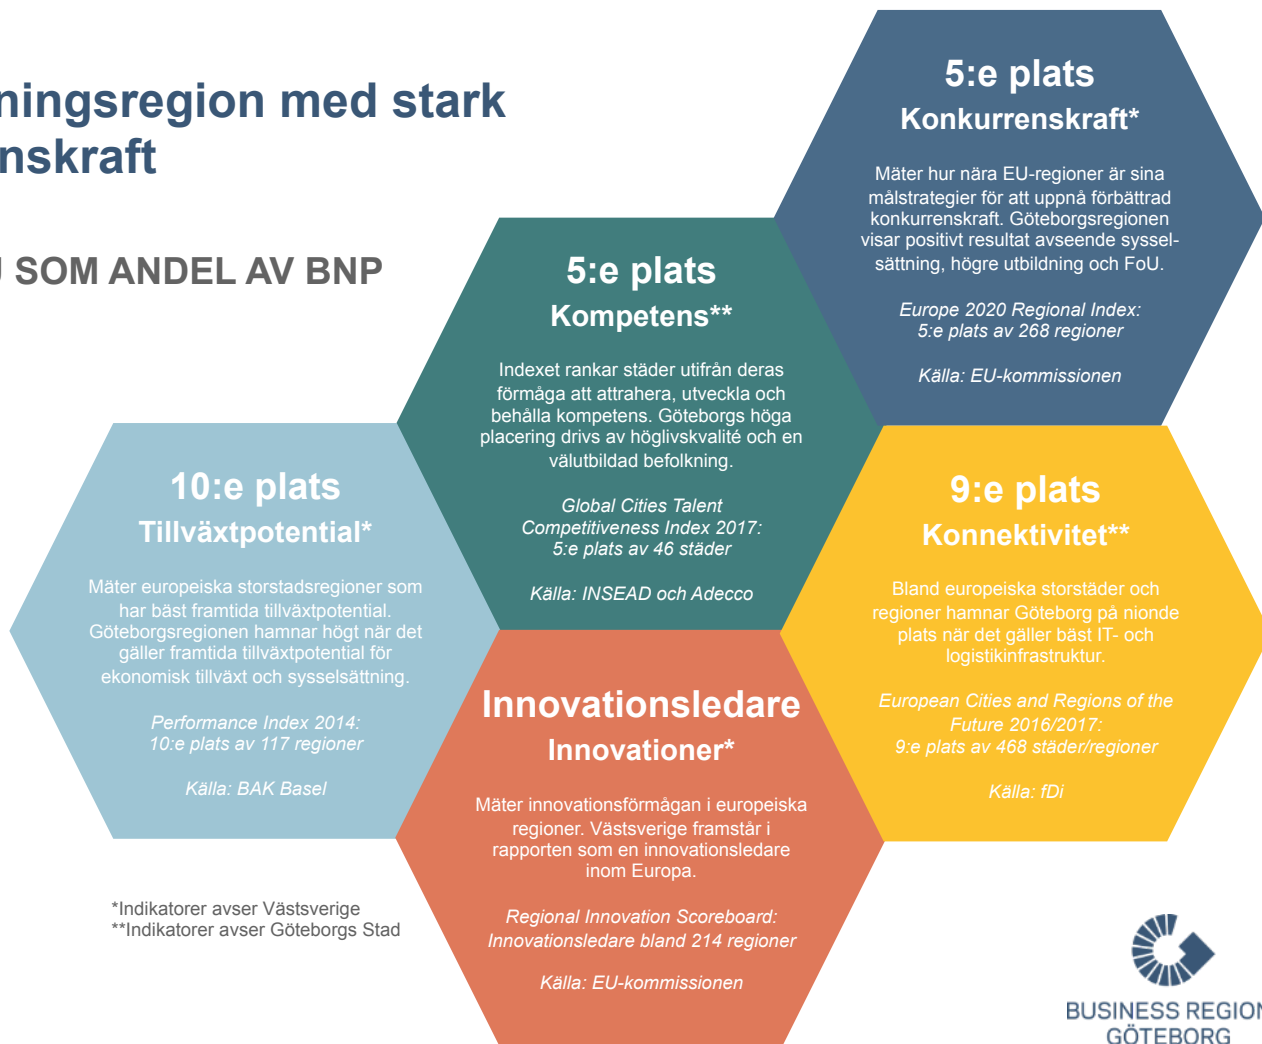 ningsregion med stark
nskraft
SOM ANDEL AV BNP
5:e plats
Konkurrenskraft*
Mäter hur nära EU-regioner är sina
målstrategier för att uppnå förbättrad
konkurrenskraft. Göteborgsregionen
visar positivt resultat avseende syssel-
sättning, högre utbildning och FoU.
Europe 2020 Regional Index:
5:e plats av 268 regioner
Källa: EU-kommissionen
5:e plats
Kompetens**
Indexet rankar städer utifrån deras
förmåga att attrahera, utveckla och
behålla kompetens. Göteborgs höga
placering drivs av höglivskvalité och en
välutbildad befolkning.
Global Cities Talent
Competitiveness Index 2017:
5:e plats av 46 städer
Källa: INSEAD och Adecco
10:e plats
Tillväxtpotential*
Mäter europeiska storstadsregioner som
har bäst framtida tillväxtpotential.
Göteborgsregionen hamnar högt när det
gäller framtida tillväxtpotential för
ekonomisk tillväxt och sysselsättning.
Performance Index 2014:
10:e plats av 117 regioner
Källa: BAK Basel
9:e plats
Konnektivitet**
Bland europeiska storstäder och
regioner hamnar Göteborg på nionde
plats när det gäller bäst IT- och
logistikinfrastruktur.
European Cities and Regions of the
Future 2016/2017:
9:e plats av 468 städer/regioner
Källa: fDi
Innovationsledare
Innovationer*
Mäter innovationsförmågan i europeiska
regioner. Västsverige framstår i
rapporten som en innovationsledare
inom Europa.
Regional Innovation Scoreboard:
Innovationsledare bland 214 regioner
Källa: EU-kommissionen
*Indikatorer avser Västsverige
**Indikatorer avser Göteborgs Stad
BUSINESS REGION
GÖTEBORG